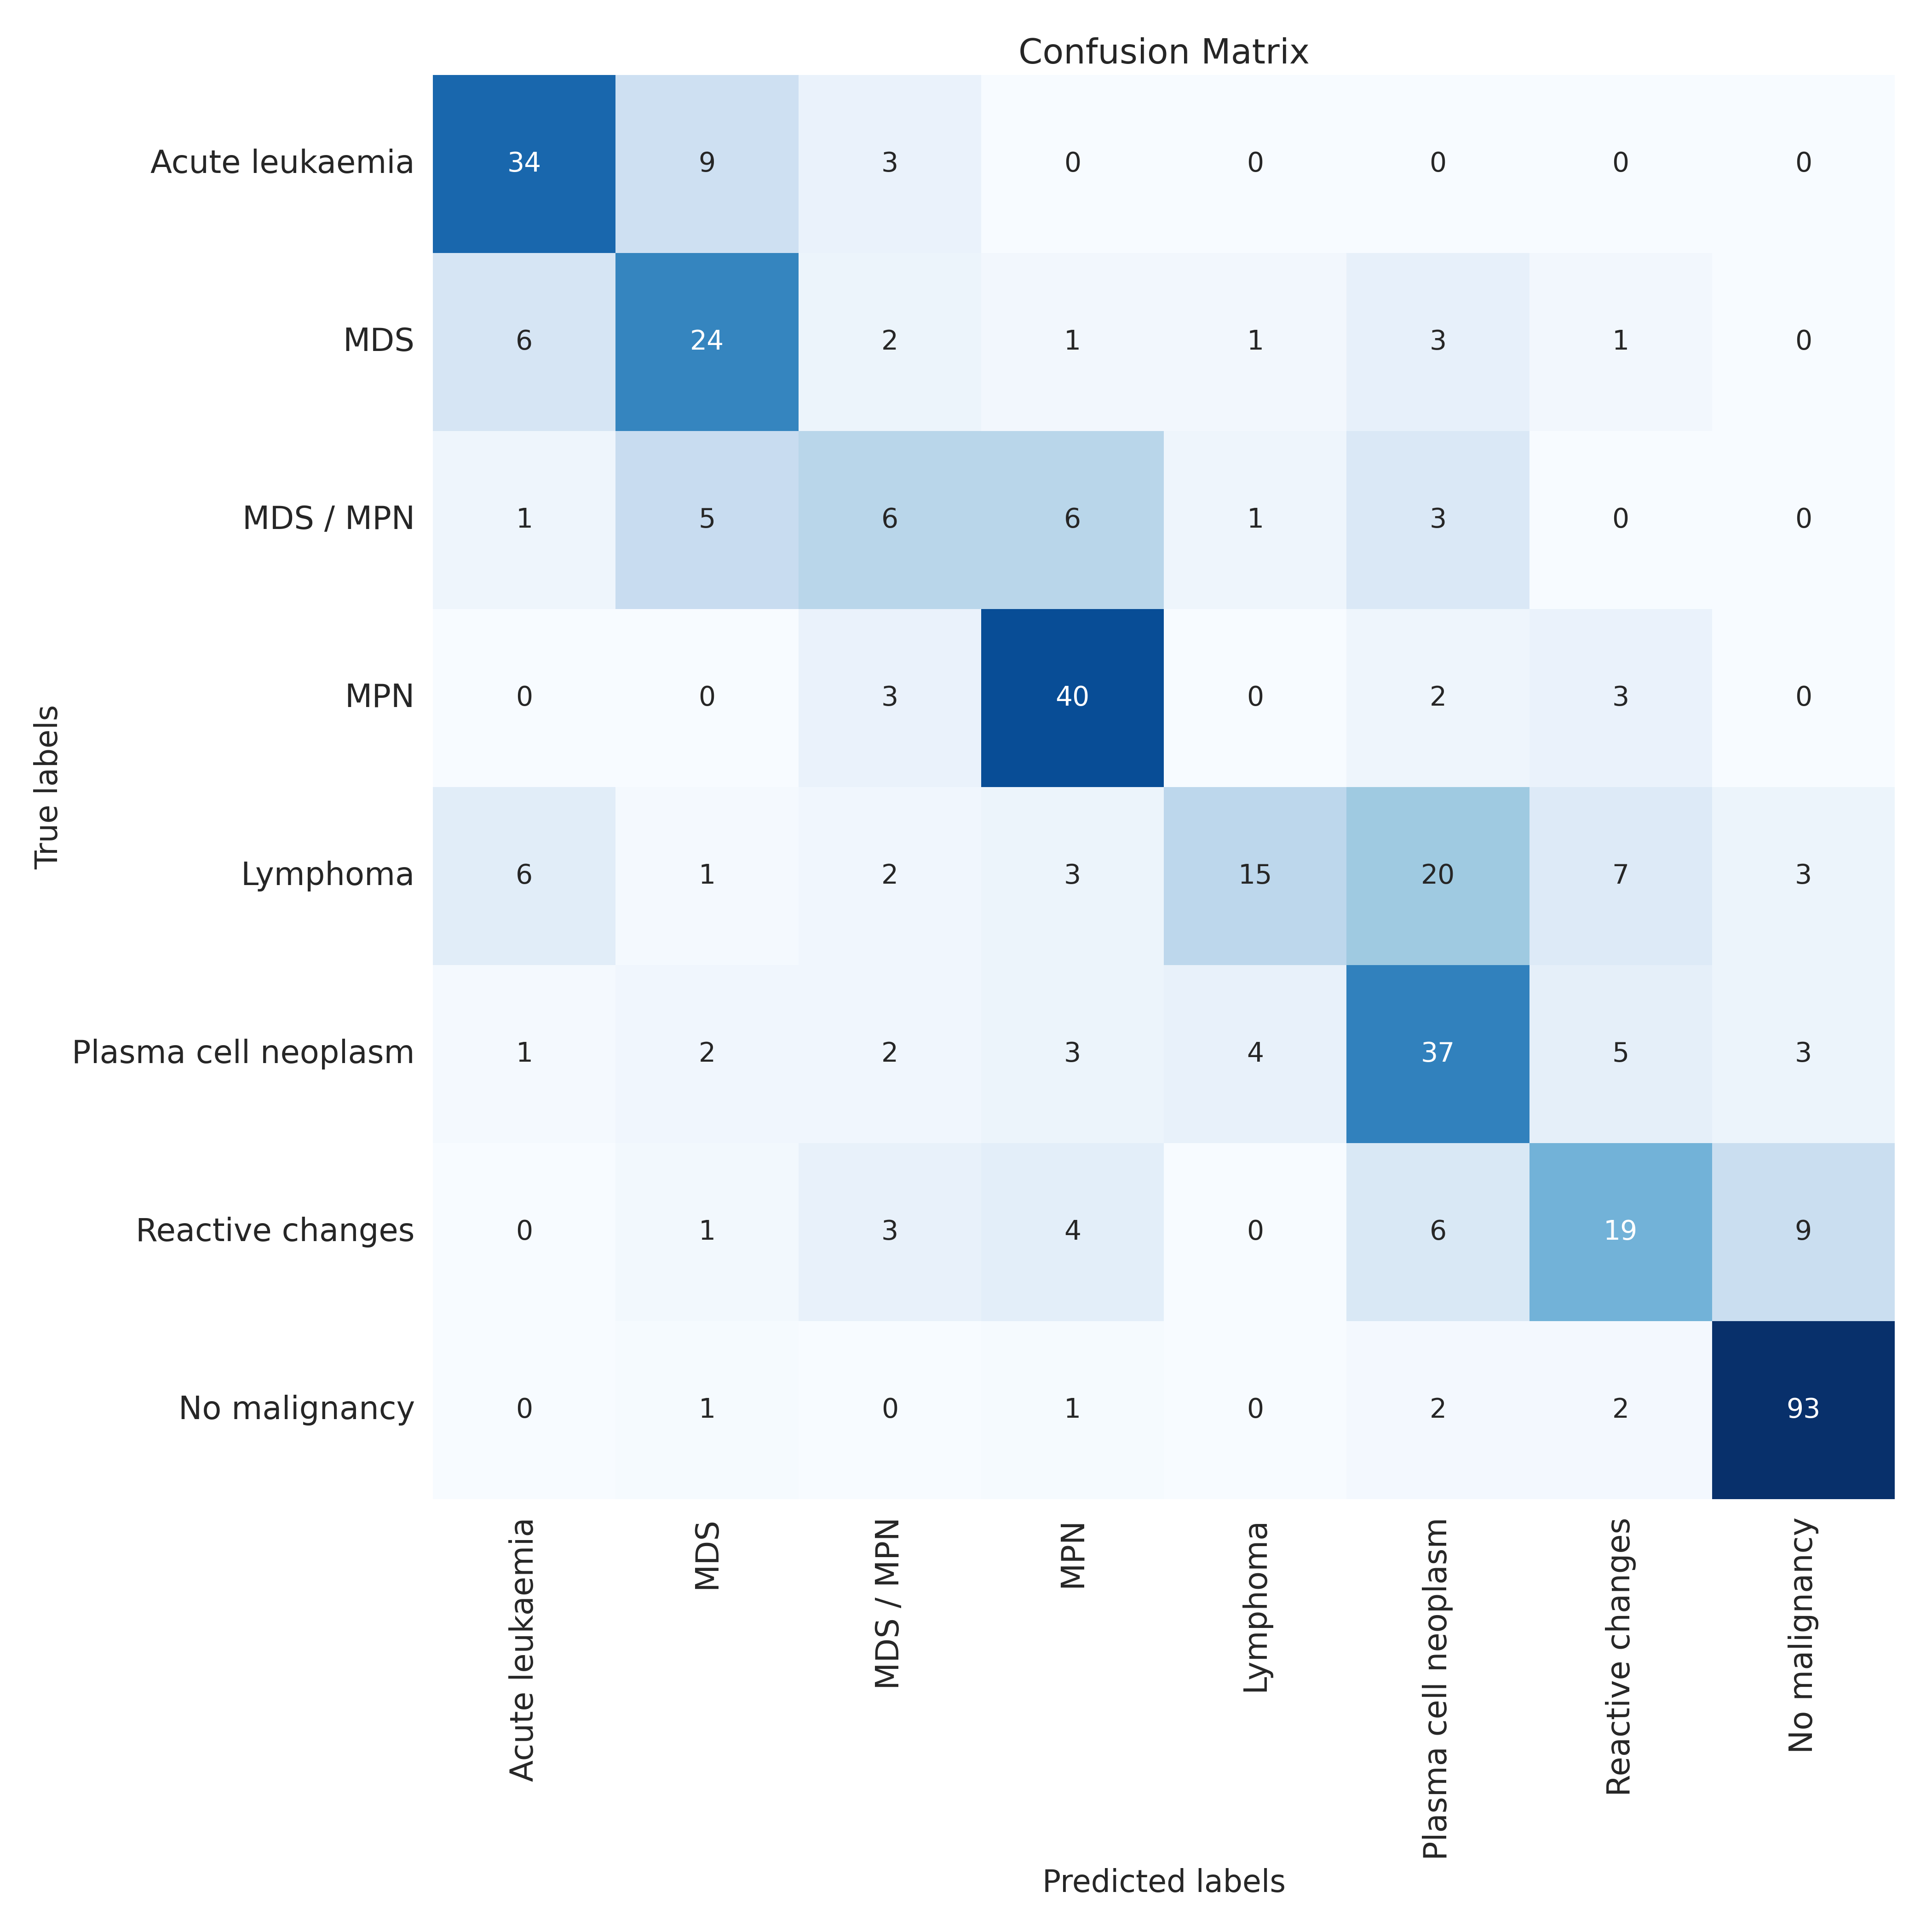 Confusion Matrix
Acute leukaemia 34 9 3 0 0 0 0 0
MDS 6 24 2 1 1 3 1 0
MDS / MPN 1 5 6 6 1 3 0 0
MPN 0 0 3 40 0 2 3 0
Lymphoma 6 1 2 3 15 20 7 3
Plasma cell neoplasm 1 2 2 3 4 37 5 3
Reactive changes 0 1 3 4 0 6 19 9
No malignancy 0 1 0 1 0 2 2 93
True labels
Acute leukaemia
MDS
MDS / MPN
MPN
Lymphoma
Plasma cell neoplasm
Reactive changes
No malignancy
Predicted labels